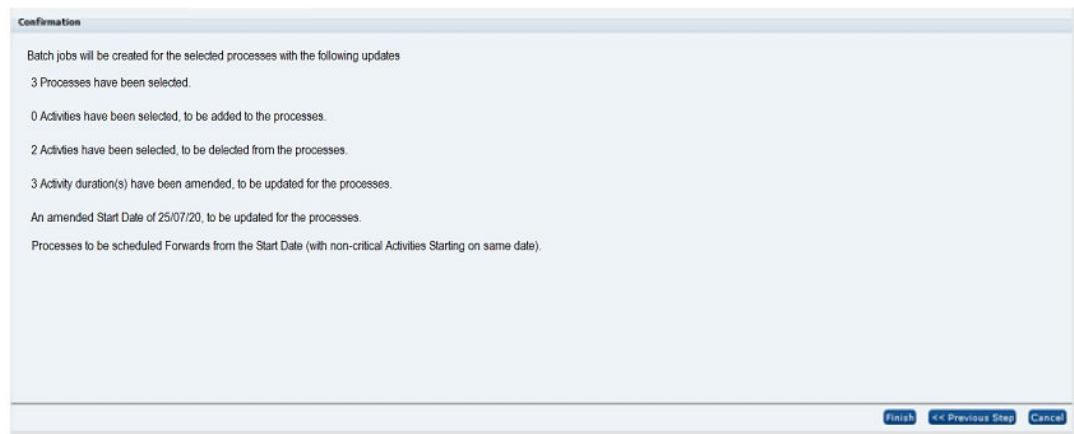 Confirmation
Batch jobs will be created for the selected processes with the following updates
3 Processes have been selected.
0 Activities have been selected, to be added to the processes.
2 Activties have been selected, to be delected from the processes.
3 Activity duration(s) have been amended, to be updated for the processes.
An amended Start Date of 25/07/20, to be updated for the processes.
Processes to be scheduled Forwards from the Start Date (with non-critical Activities Starting on same date).
Finish << Previous Step Cancel